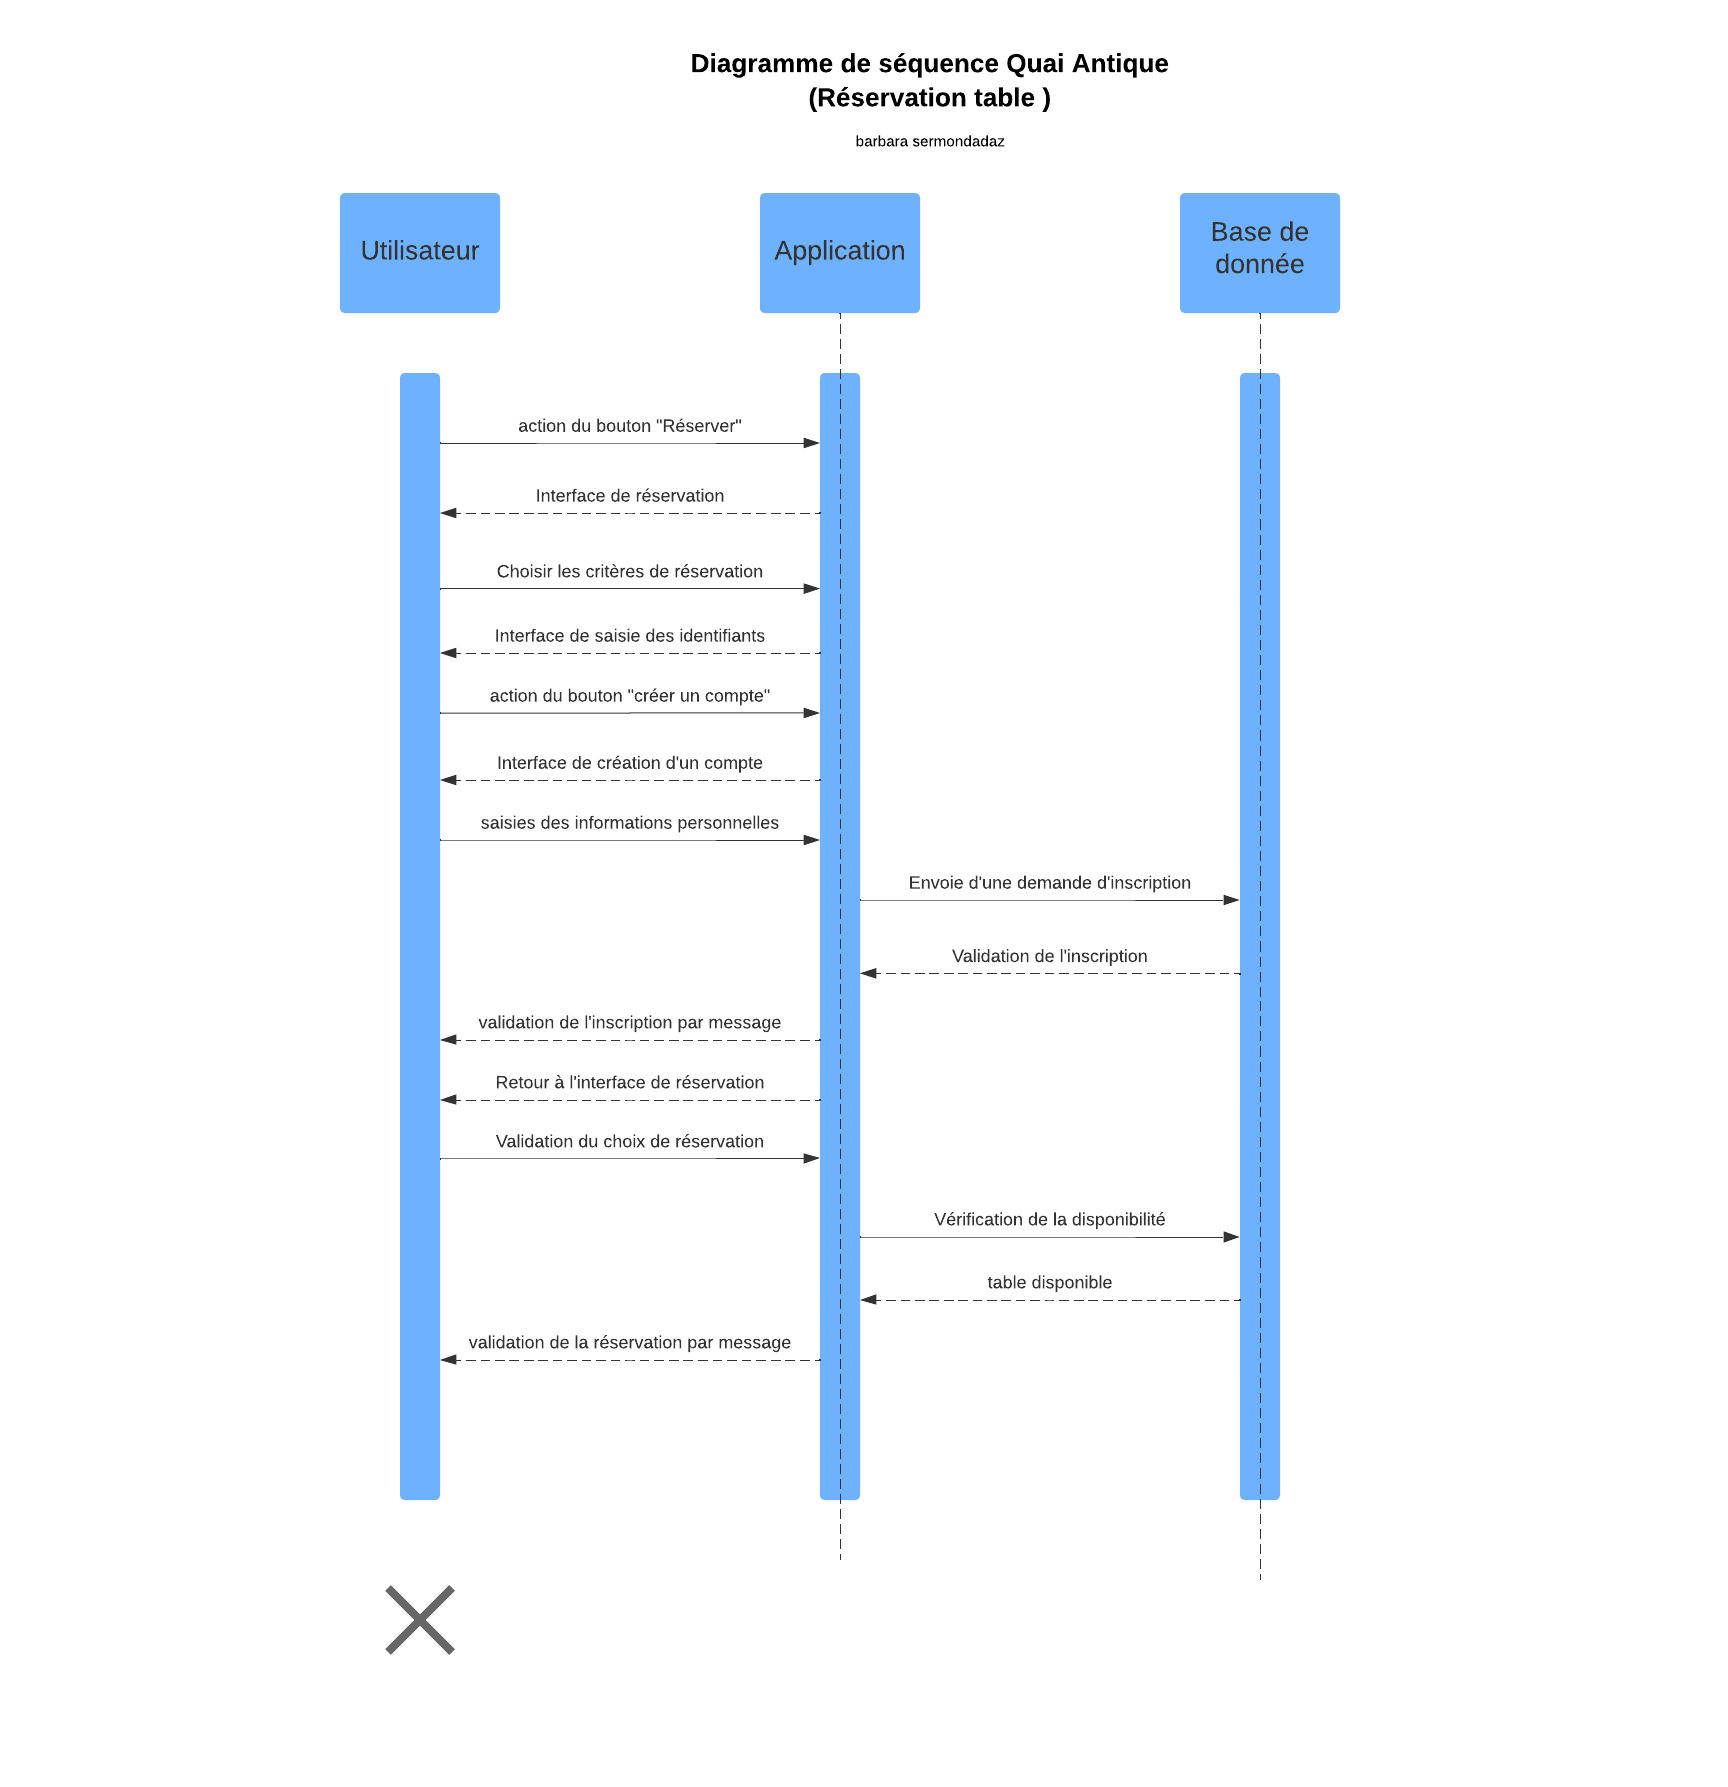 Diagramme de séquence Quai Antique
(Réservation table )
barbara sermondadaz
Utilisateur
Application
Base de
donnée
action du bouton "Réserver"
Interface de réservation
Choisir les critères de réservation
Interface de saisie des identifiants
action du bouton "créer un compte"
Interface de création d'un compte
saisies des informations personnelles
Envoie d'une demande d'inscription
Validation de l'inscription
validation de l'inscription par message
Retour à l'interface de réservation
Validation du choix de réservation
Vérification de la disponibilité
table disponible
validation de la réservation par message